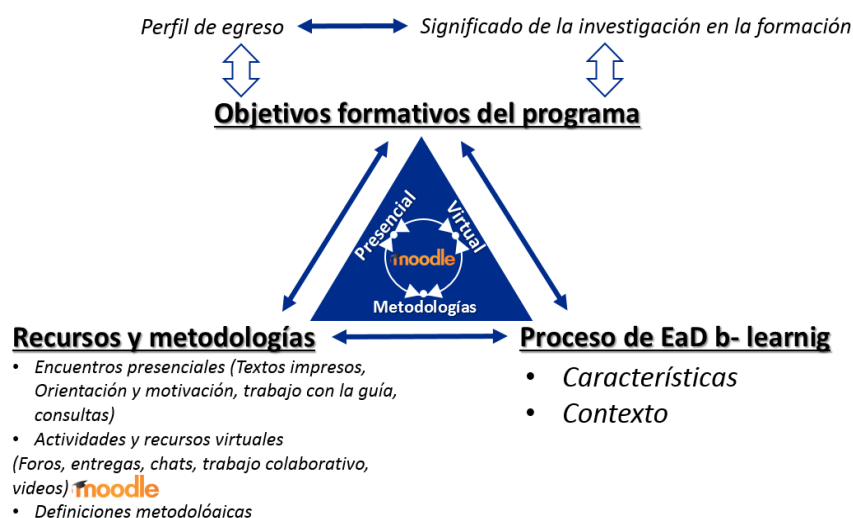 Perfil de egreso
Significado de la investigación en la formación
Objetivos formativos del programa
Presencial
Virtual
moodle
Metodologías
Recursos y metodologías
• Encuentros presenciales (Textos impresos,
Orientación y motivación, trabajo con la guía,
consultas)
• Actividades y recursos virtuales
(Foros, entregas, chats, trabajo colaborativo,
videos) moodle
• Definiciones metodológicas
Proceso de EaD b- learnig
• Características
• Contexto